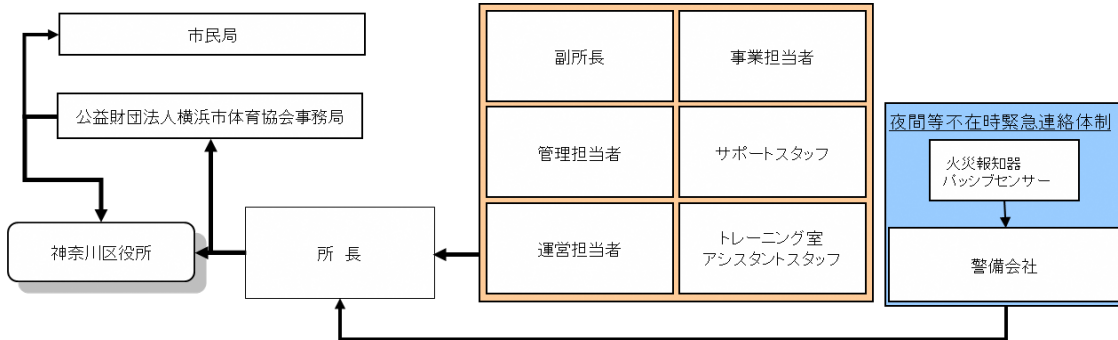 市民局
公益財団法人横浜市体育協会事務局
神奈川区役所
所 長
副所長
事業担当者
管理担当者
サポートスタッフ
運営担当者
トレーニング室
アシスタントスタッフ
夜間等不在時緊急連絡体制
火災報知器
パッシブセンサー
警備会社